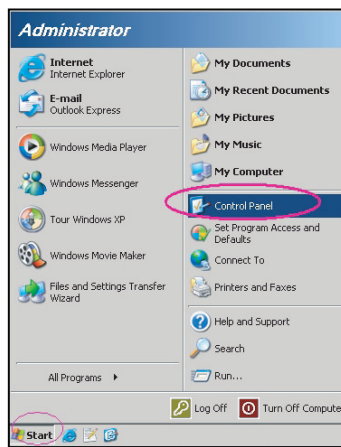 Administrator
Internet
Internet Explorer
E-mail
Outlook Express
Windows Media Player
Windows Messenger
Tour Windows XP
Windows Movie Maker
Files and Settings Transfer
Wizard
All Programs
My Documents
My Recent Documents
My Pictures
My Music
My Computer
Control Panel
Set Program Access and
Defaults
Connect To
Printers and Faxes
Help and Support
Search
Run...
Log Off
Turn Off Compute
Start